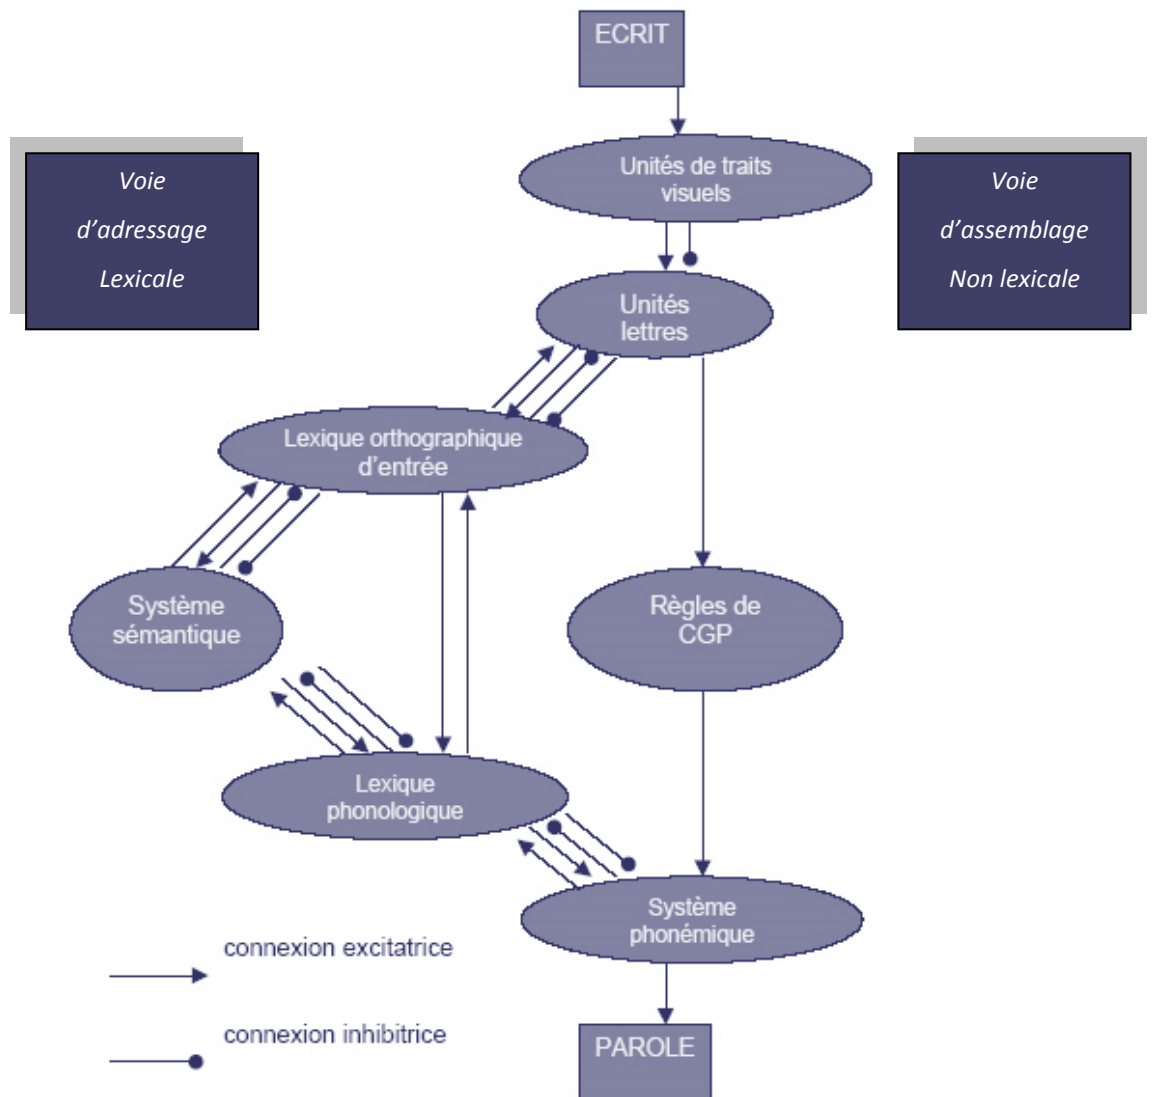 ECRIT
Unités de traits
visuels
Voie
d'adressage
Lexicale
Voie
d'assemblage
Non lexicale
Unités
lettres
Lexique orthographique
d'entrée
Système
sémantique
Règles de
CGP
Lexique
phonologique
Système
phonémique
connexion excitatrice
connexion inhibitrice
PAROLE